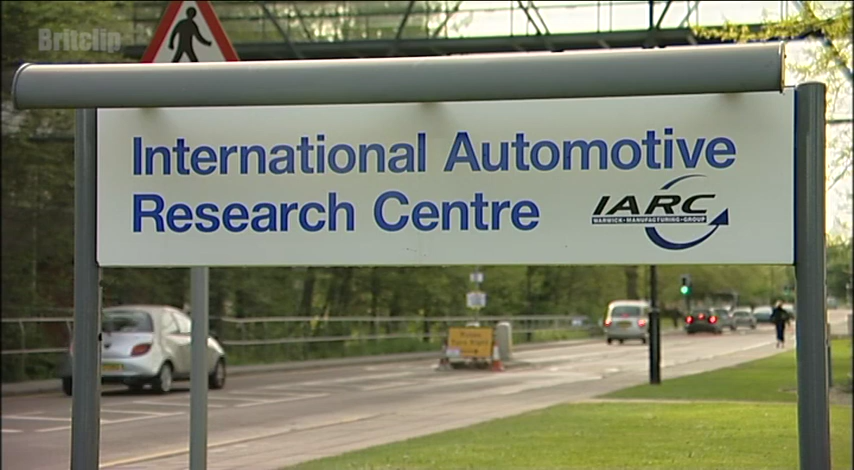 Britclip
International Automotive
Research Centre
IARC
WARWICK·MANUFACTURING·GROUP